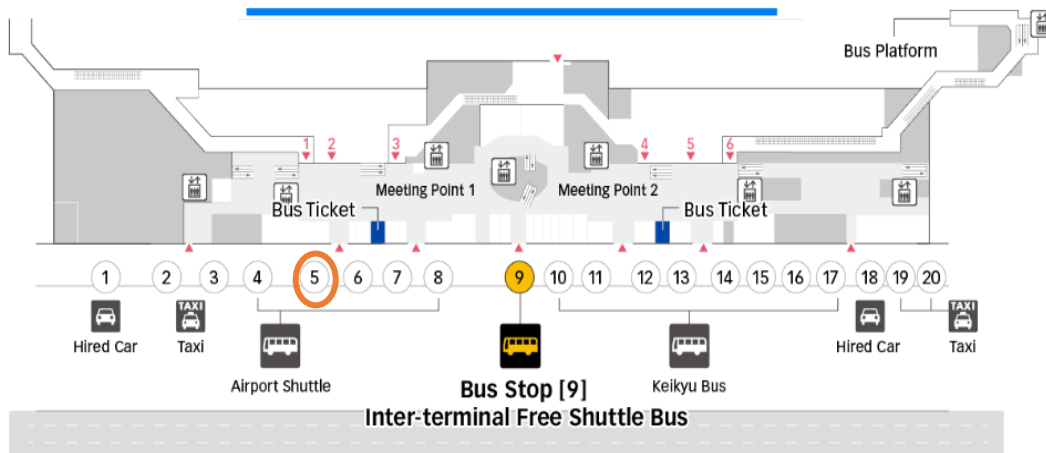 Bus Platform
1
2
3
4
5
6
Meeting Point 1
Meeting Point 2
Bus Ticket
Bus Ticket
1
2
3
4
5
6
7
8
9
10
11
12
13
14
15
16
17
18
19
20
TAXI
TAXI
Hired Car
Taxi
Hired Car
Taxi
Airport Shuttle
Keikyu Bus
Bus Stop [9]
Inter-terminal Free Shuttle Bus